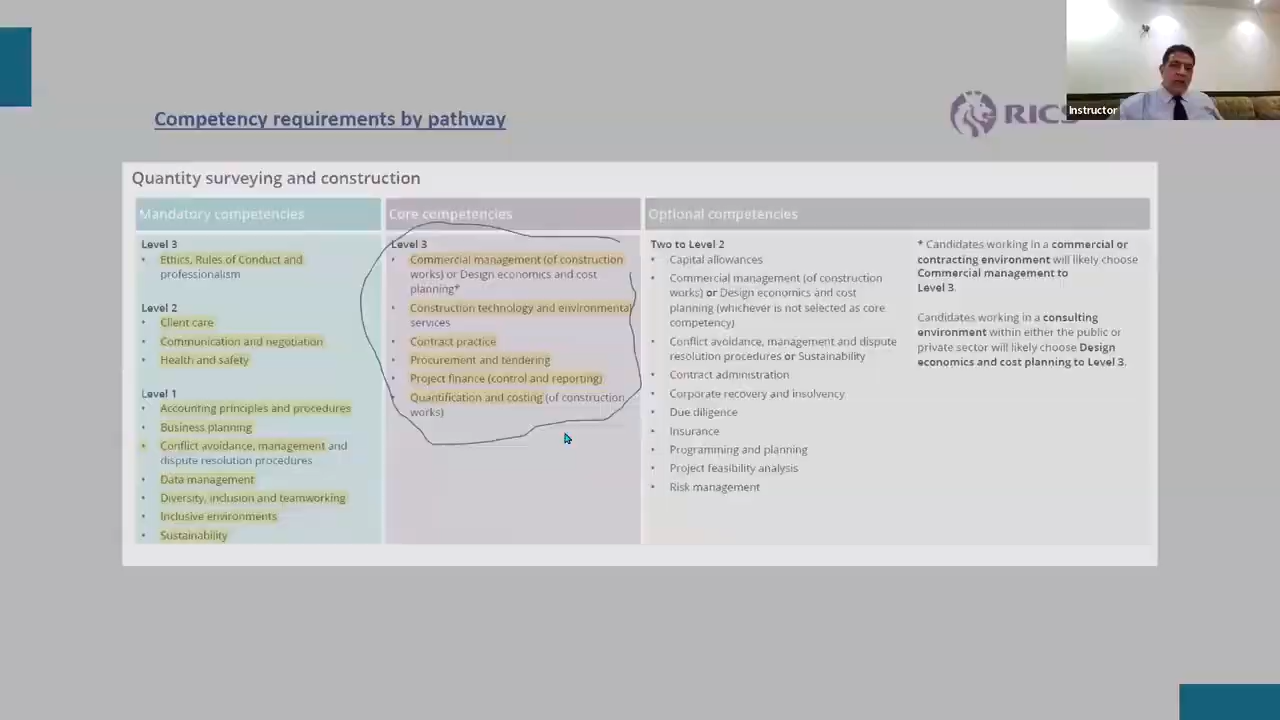 Instructor
Competency requirements by pathway
RICS
Quantity surveying and construction
Mandatory competencies
Level 3
• Ethics, Rules of Conduct and
professionalism
Level 2
• Client care
• Communication and negotiation
• Health and safety
Level 1
• Accounting principles and procedures
• Business planning
• Conflict avoidance, management and
dispute resolution procedures
• Data management
• Diversity, inclusion and teamworking
• Inclusive environments
• Sustainability
Core competencies
Level 3
• Commercial management (of construction
works) or Design economics and cost
planning*
• Construction technology and environmental
services
• Contract practice
• Procurement and tendering
• Project finance (control and reporting)
• Quantification and costing (of construction
works)
Optional competencies
Two to Level 2
• Capital allowances
• Commercial management (of construction
works) or Design economics and cost
planning (whichever is not selected as core
competency)
• Conflict avoidance, management and dispute
resolution procedures or Sustainability
• Contract administration
• Corporate recovery and insolvency
• Due diligence
• Insurance
• Programming and planning
• Project feasibility analysis
• Risk management
* Candidates working in a commercial or
contracting environment will likely choose
Commercial management to
Level 3.
Candidates working in a consulting
environment within either the public or
private sector will likely choose Design
economics and cost planning to Level 3.